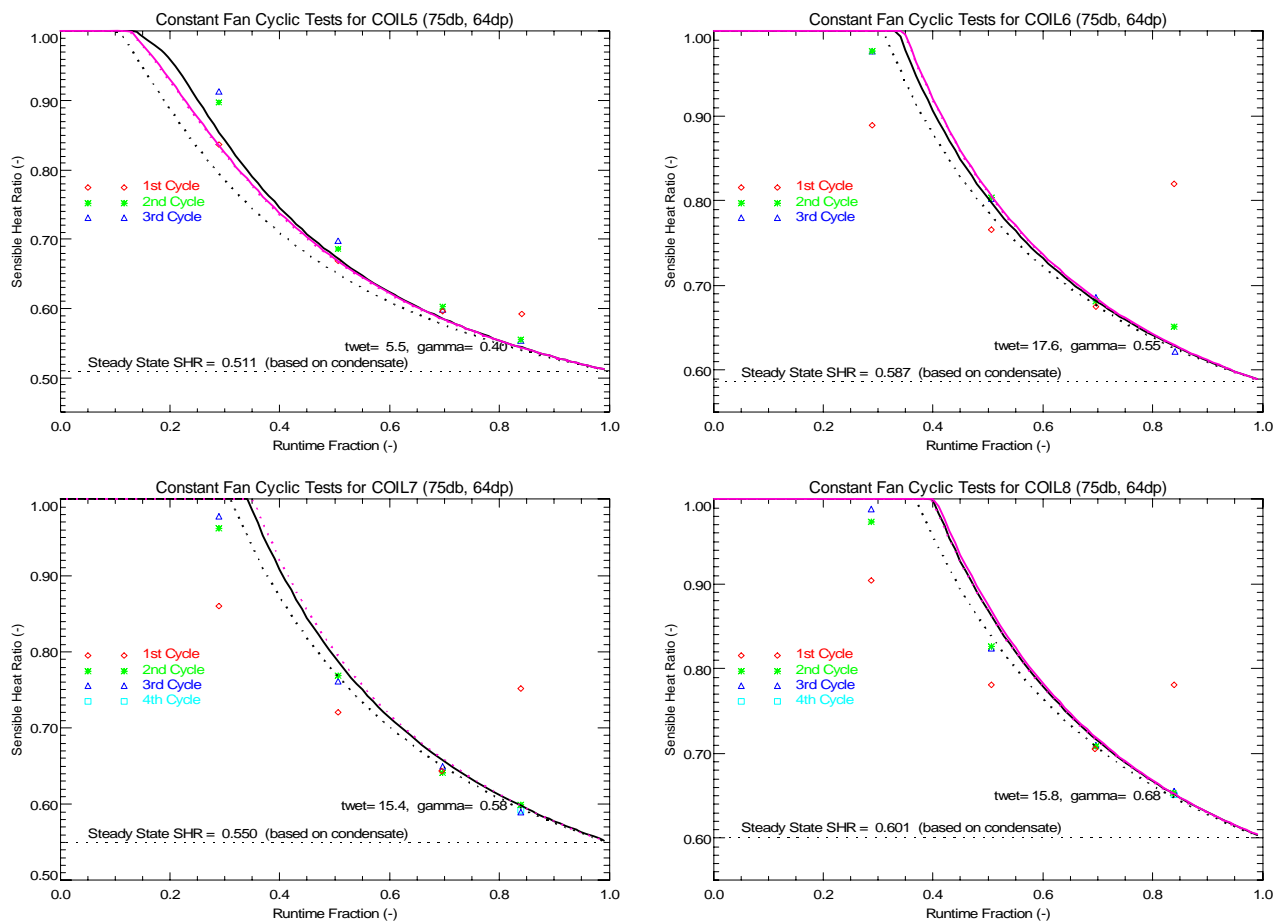 Constant Fan Cyclic Tests for COIL5 (75db, 64dp)
1.00
0.90
0.80
0.70
0.60
0.50
Sensible Heat Ratio (-)
1st Cycle
2nd Cycle
3rd Cycle
twet= 5.5, gamma= 0.40
Steady State SHR = 0.511 (based on condensate)
0.0 0.2 0.4 0.6 0.8 1.0
Runtime Fraction (-)
Constant Fan Cyclic Tests for COIL6 (75db, 64dp)
1.00
0.90
0.80
0.70
0.60
Sensible Heat Ratio (-)
1st Cycle
2nd Cycle
3rd Cycle
twet= 17.6, gamma= 0.55
Steady State SHR = 0.587 (based on condensate)
0.0 0.2 0.4 0.6 0.8 1.0
Runtime Fraction (-)
Constant Fan Cyclic Tests for COIL7 (75db, 64dp)
1.00
0.90
0.80
0.70
0.60
0.50
Sensible Heat Ratio (-)
1st Cycle
2nd Cycle
3rd Cycle
4th Cycle
twet= 15.4, gamma= 0.58
Steady State SHR = 0.550 (based on condensate)
0.0 0.2 0.4 0.6 0.8 1.0
Runtime Fraction (-)
Constant Fan Cyclic Tests for COIL8 (75db, 64dp)
1.00
0.90
0.80
0.70
0.60
Sensible Heat Ratio (-)
1st Cycle
2nd Cycle
3rd Cycle
4th Cycle
twet= 15.8, gamma= 0.68
Steady State SHR = 0.601 (based on condensate)
0.0 0.2 0.4 0.6 0.8 1.0
Runtime Fraction (-)